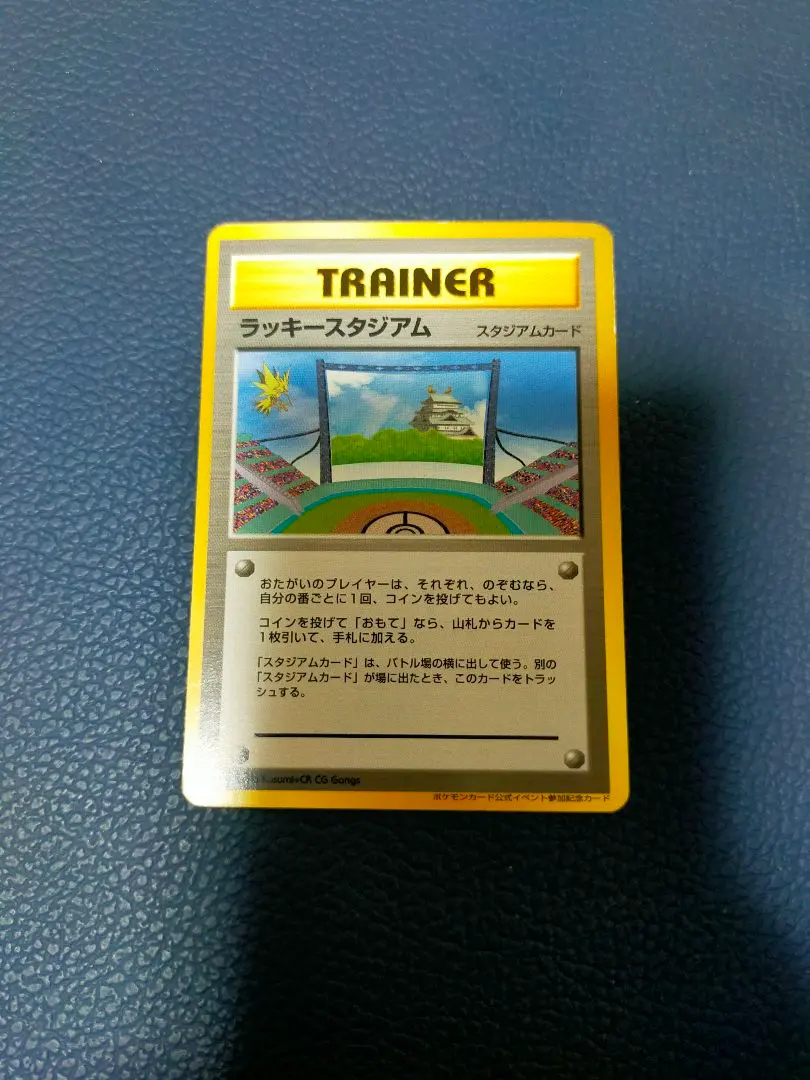 TRAINER
ラッキースタジアム スタジアムカード
おたがいのプレイヤーは、それぞれ、のぞむなら、
自分の番ごとに1回、コインを投げてもよい。
コインを投げて「おもて」なら、山札からカードを
1枚引いて、手札に加える。
「スタジアムカード」は、バトル場の横に出して使う。別の
「スタジアムカード」が場に出たとき、このカードをトラッ
シュする。
CR CG Gangs
ポケモンカード公式イベント参加記念カード